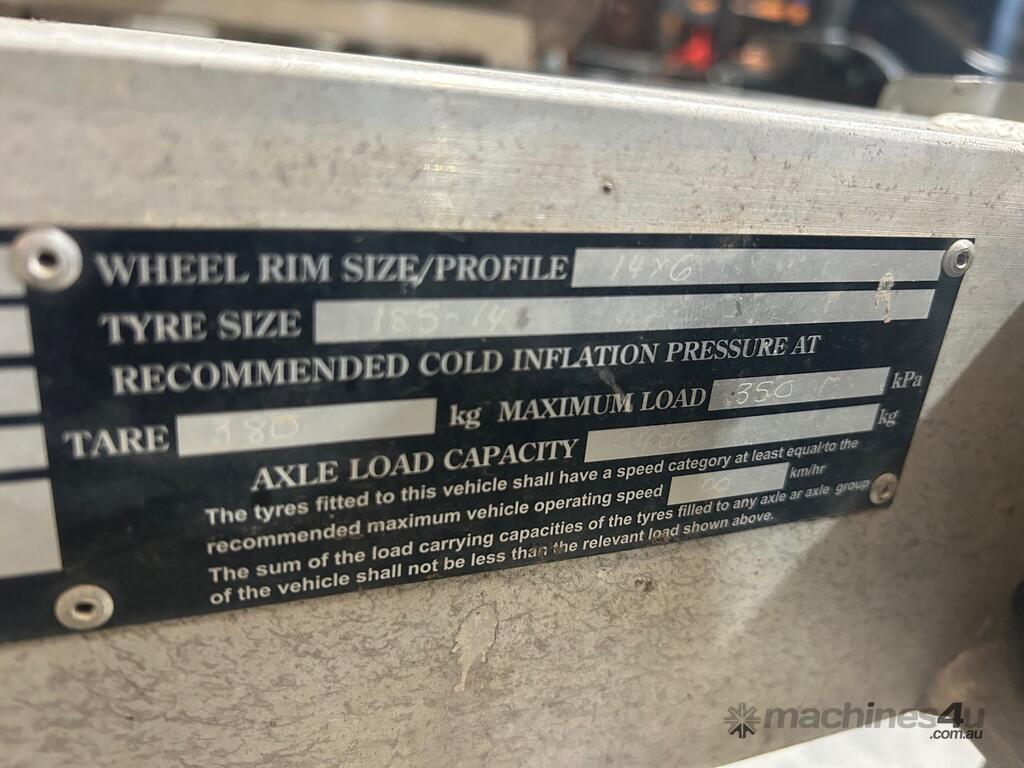 WHEEL RIM SIZE/PROFILE 14x6
TYRE SIZE 185-14
RECOMMENDED COLD INFLATION PRESSURE AT
MAXIMUM LOAD 350 kPa
TARE 380 kg
AXLE LOAD CAPACITY kg
The tyres fitted to this vehicle shall have a speed category at least equal to the
recommended maximum vehicle operating speed 00 km/hr
The sum of the load carrying capacities of the tyres filled to any axle ar axle group
of the vehicle shall not be less than the relevant load shown above.
machines4u
.com.au